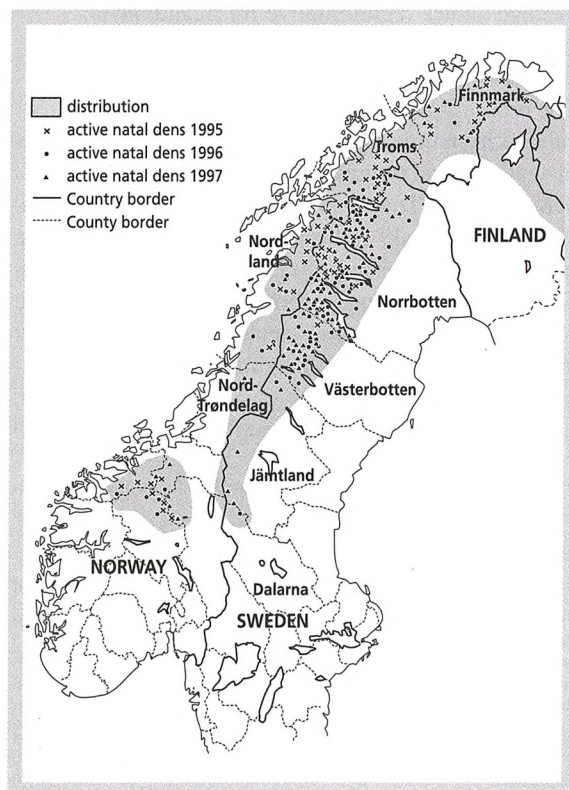 distribution
active natal dens 1995
active natal dens 1996
active natal dens 1997
Country border
County border
Finnmark
Troms
FINLAND
Nord-
land
Norrbotten
Nord-
Trøndelag
Västerbotten
Jämtland
NORWAY
Dalarna
SWEDEN